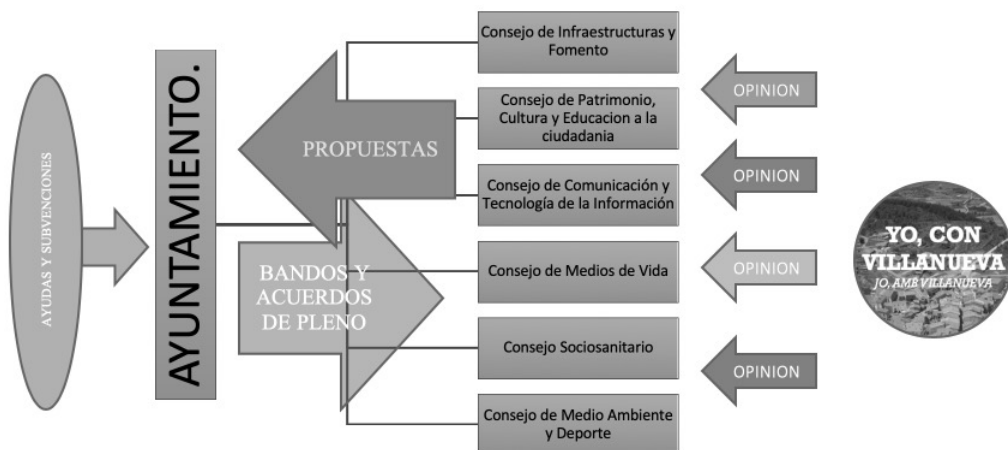 AYUDAS Y SUBVENCIONES
AYUNTAMIENTO.
PROPUESTAS
BANDOS Y
ACUERDOS
DE PLENO
Consejo de Infraestructuras y
Fomento
Consejo de Patrimonio,
Cultura y Educacion a la
ciudadania
Consejo de Comunicación y
Tecnología de la Información
Consejo de Medios de Vida
Consejo Sociosanitario
Consejo de Medio Ambiente
y Deporte
OPINION
OPINION
OPINION
OPINION
YO, CON
VILLANUEVA
JO, AMB VILLANUEVA